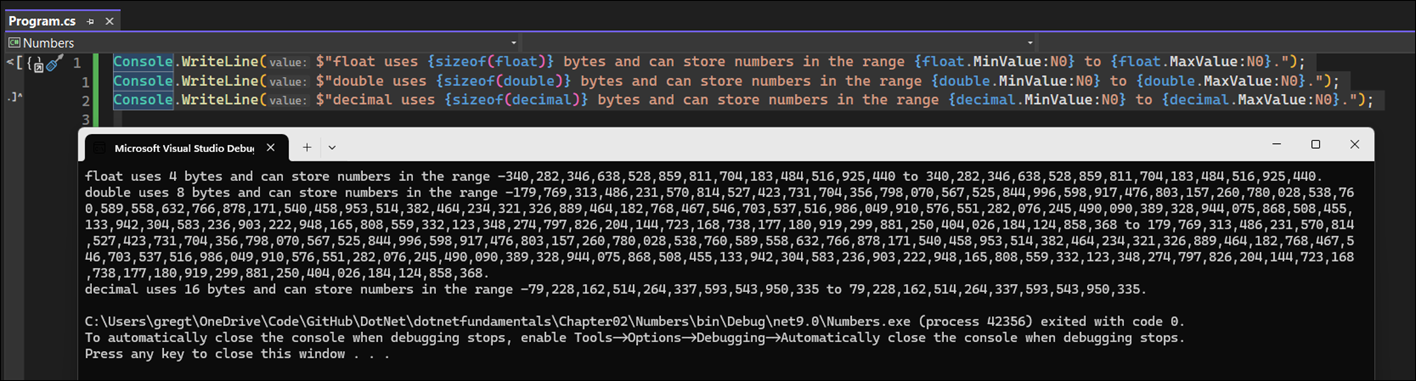 Program.cs
Numbers
1 Console.WriteLine(value: $"float uses {sizeof(float)} bytes and can store numbers in the range {float.MinValue:N0} to {float.MaxValue:N0}.");
1 Console.WriteLine(value: $"double uses {sizeof(double)} bytes and can store numbers in the range {double.MinValue:N0} to {double.MaxValue:N0}.");
2 Console.WriteLine(value: $"decimal uses {sizeof(decimal)} bytes and can store numbers in the range {decimal.MinValue:N0} to {decimal.MaxValue:N0}.");
3
Microsoft Visual Studio Debug
float uses 4 bytes and can store numbers in the range -340,282,346,638,528,859,811,704,183,484,516,925,440 to 340,282,346,638,528,859,811,704,183,484,516,925,440.
double uses 8 bytes and can store numbers in the range -179,769,313,486,231,570,814,527,423,731,704,356,798,070,567,525,844,996,598,917,476,803,157,260,780,028,538,76
0,589,558,632,766,878,171,540,458,953,514,382,464,234,321,326,889,464,182,768,467,546,703,537,516,986,049,910,576,551,282,076,245,490,090,389,328,944,075,868,508,455,
133,942,304,583,236,903,222,948,165,808,559,332,123,348,274,797,826,204,144,723,168,738,177,180,919,299,881,250,404,026,184,124,858,368 to 179,769,313,486,231,570,814
,527,423,731,704,356,798,070,567,525,844,996,598,917,476,803,157,260,780,028,538,760,589,558,632,766,878,171,540,458,953,514,382,464,234,321,326,889,464,182,768,467,5
46,703,537,516,986,049,910,576,551,282,076,245,490,090,389,328,944,075,868,508,455,133,942,304,583,236,903,222,948,165,808,559,332,123,348,274,797,826,204,144,723,168
,738,177,180,919,299,881,250,404,026,184,124,858,368.
decimal uses 16 bytes and can store numbers in the range -79,228,162,514,264,337,593,543,950,335 to 79,228,162,514,264,337,593,543,950,335.
C:\Users\gregt\OneDrive\Code\GitHub\DotNet\dotnetfundamentals\Chapter02\Numbers\bin\Debug\net9.0\Numbers.exe (process 42356) exited with code 0.
To automatically close the console when debugging stops, enable Tools->Options->Debugging->Automatically close the console when debugging stops.
Press any key to close this window . . .